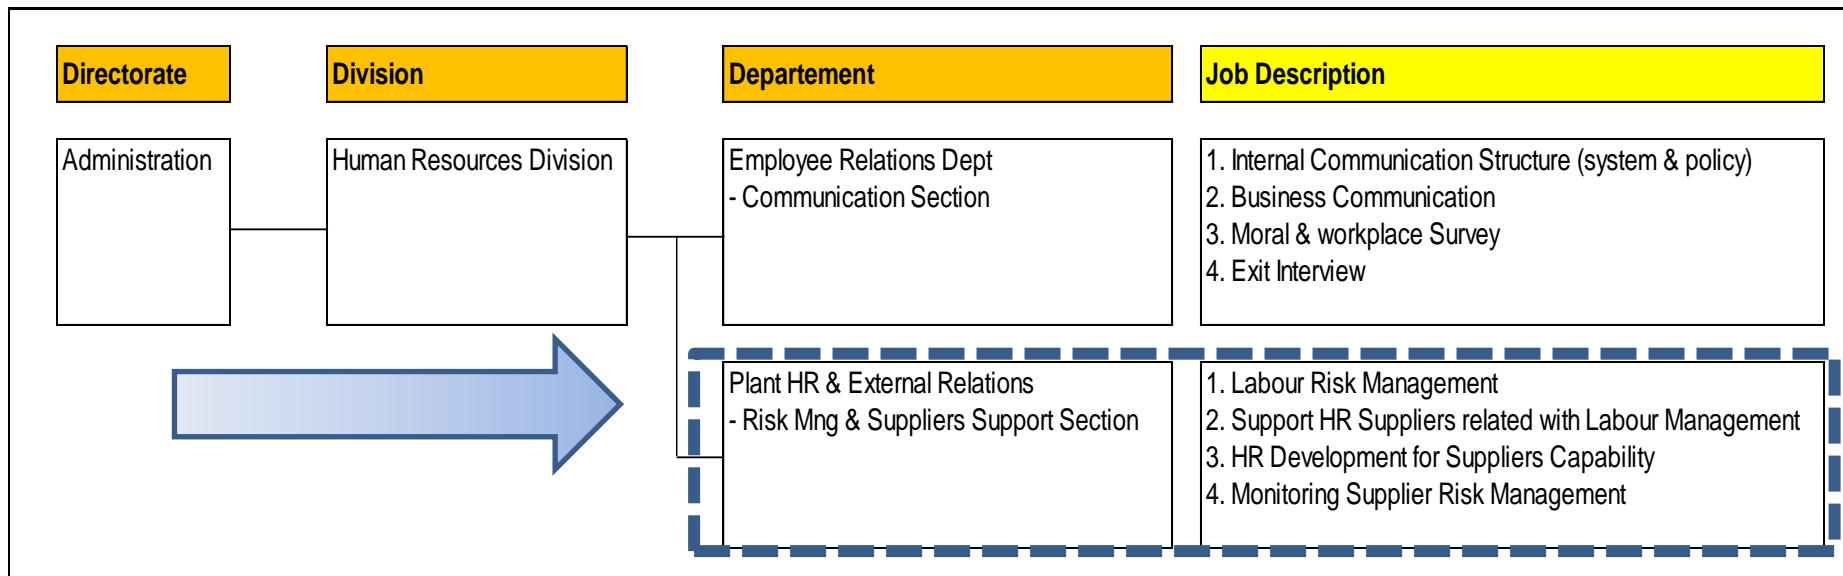 Directorate
Division
Departement
Job Description
Administration
Human Resources Division
Employee Relations Dept
- Communication Section
1. Internal Communication Structure (system & policy)
2. Business Communication
3. Moral & workplace Survey
4. Exit Interview
Plant HR & External Relations
- Risk Mng & Suppliers Support Section
1. Labour Risk Management
2. Support HR Suppliers related with Labour Management
3. HR Development for Suppliers Capability
4. Monitoring Supplier Risk Management